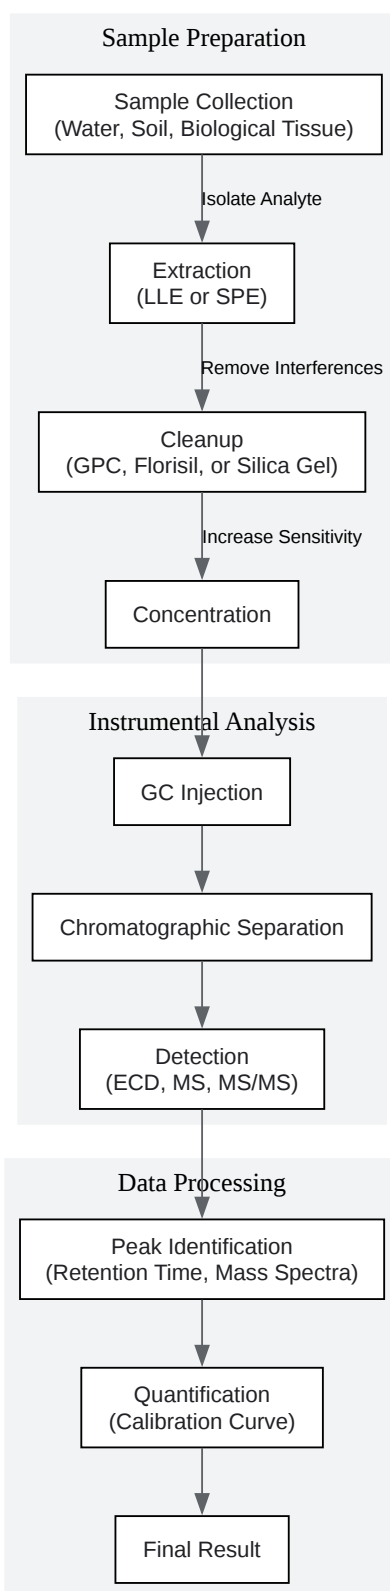 Sample Preparation
Sample Collection
(Water, Soil, Biological Tissue)
Isolate Analyte
Extraction
(LLE or SPE)
Remove Interferences
Cleanup
(GPC, Florisil, or Silica Gel)
Increase Sensitivity
Concentration
Instrumental Analysis
GC Injection
Chromatographic Separation
Detection
(ECD, MS, MS/MS)
Data Processing
Peak Identification
(Retention Time, Mass Spectra)
Quantification
(Calibration Curve)
Final Result